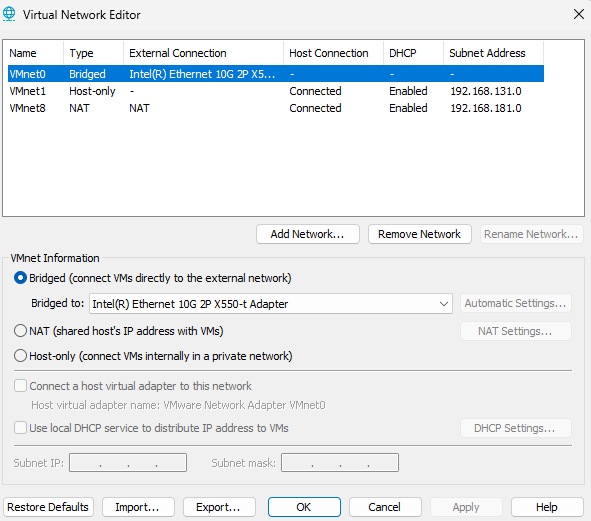 Virtual Network Editor
Name Type External Connection Host Connection DHCP Subnet Address
VMnet0 Bridged Intel(R) Ethernet 10G 2P X5... - - -
VMnet1 Host-only - Connected Enabled 192.168.131.0
VMnet8 NAT NAT Connected Enabled 192.168.181.0
Add Network... Remove Network Rename Network...
VMnet Information
Bridged (connect VMs directly to the external network)
Bridged to: Intel(R) Ethernet 10G 2P X550-t Adapter Automatic Settings...
NAT (shared host's IP address with VMs) NAT Settings...
Host-only (connect VMs internally in a private network)
Connect a host virtual adapter to this network
Host virtual adapter name: VMware Network Adapter VMnet0
Use local DHCP service to distribute IP address to VMs DHCP Settings...
Subnet IP: . . . Subnet mask: . . .
Restore Defaults Import... Export... OK Cancel Apply Help